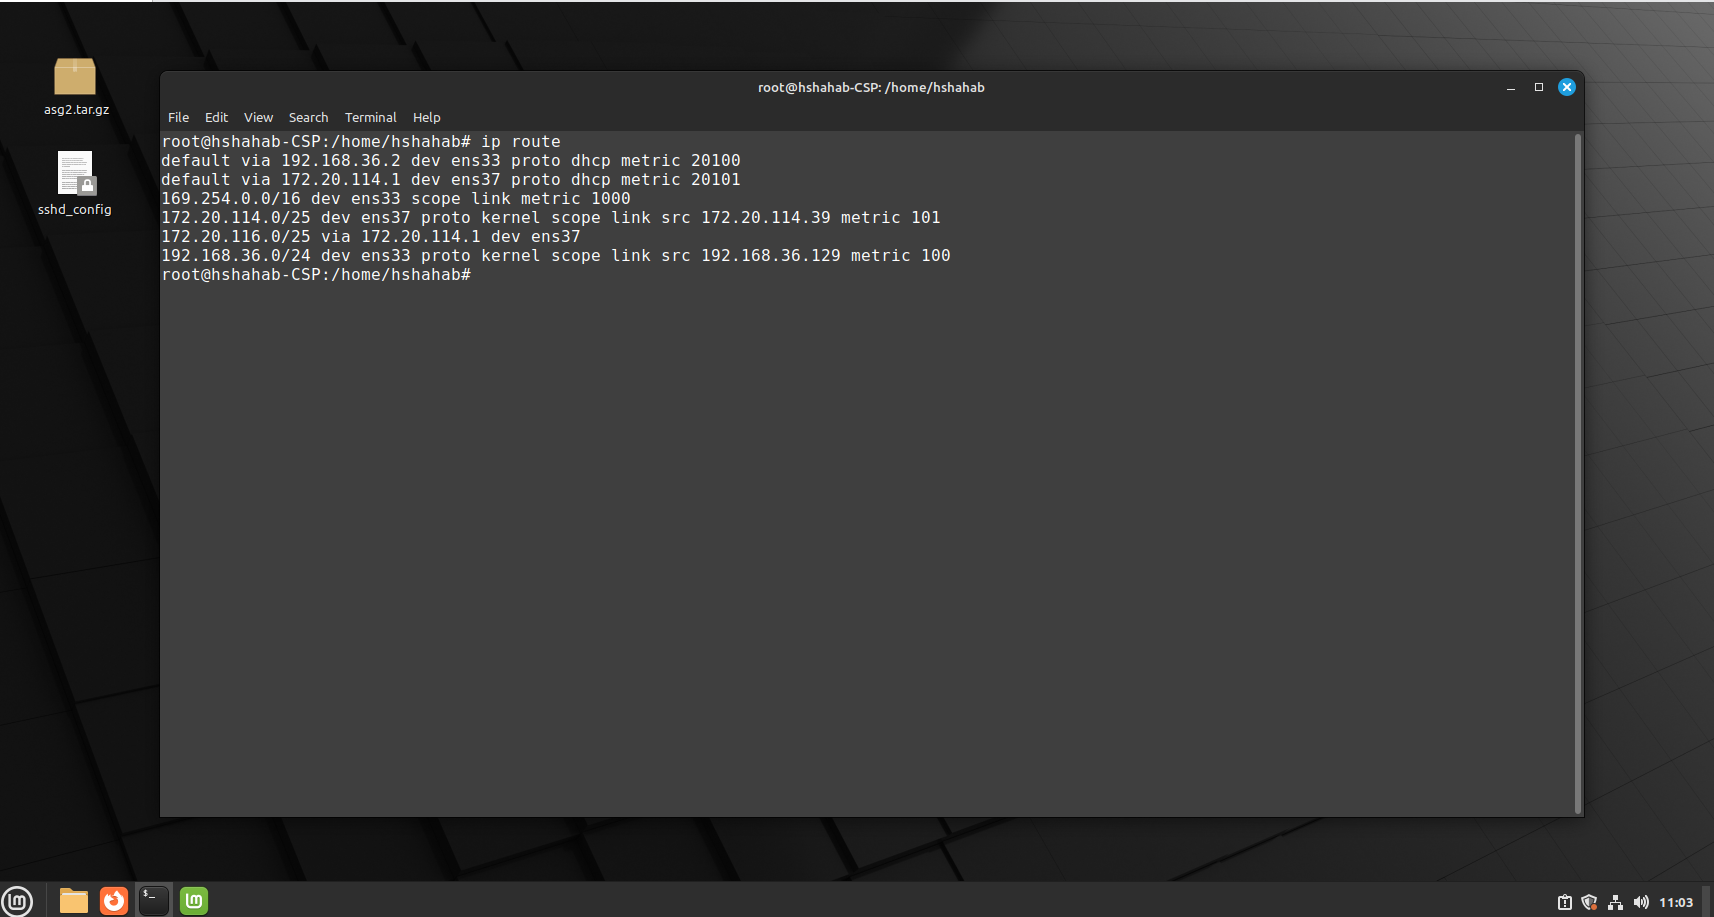 asg2.tar.gz
sshd_config
root@hshahab-CSP: /home/hshahab
File Edit View Search Terminal Help
root@hshahab-CSP:/home/hshahab# ip route
default via 192.168.36.2 dev ens33 proto dhcp metric 20100
default via 172.20.114.1 dev ens37 proto dhcp metric 20101
169.254.0.0/16 dev ens33 scope link metric 1000
172.20.114.0/25 dev ens37 proto kernel scope link src 172.20.114.39 metric 101
172.20.116.0/25 via 172.20.114.1 dev ens37
192.168.36.0/24 dev ens33 proto kernel scope link src 192.168.36.129 metric 100
root@hshahab-CSP:/home/hshahab#
$_
11:03